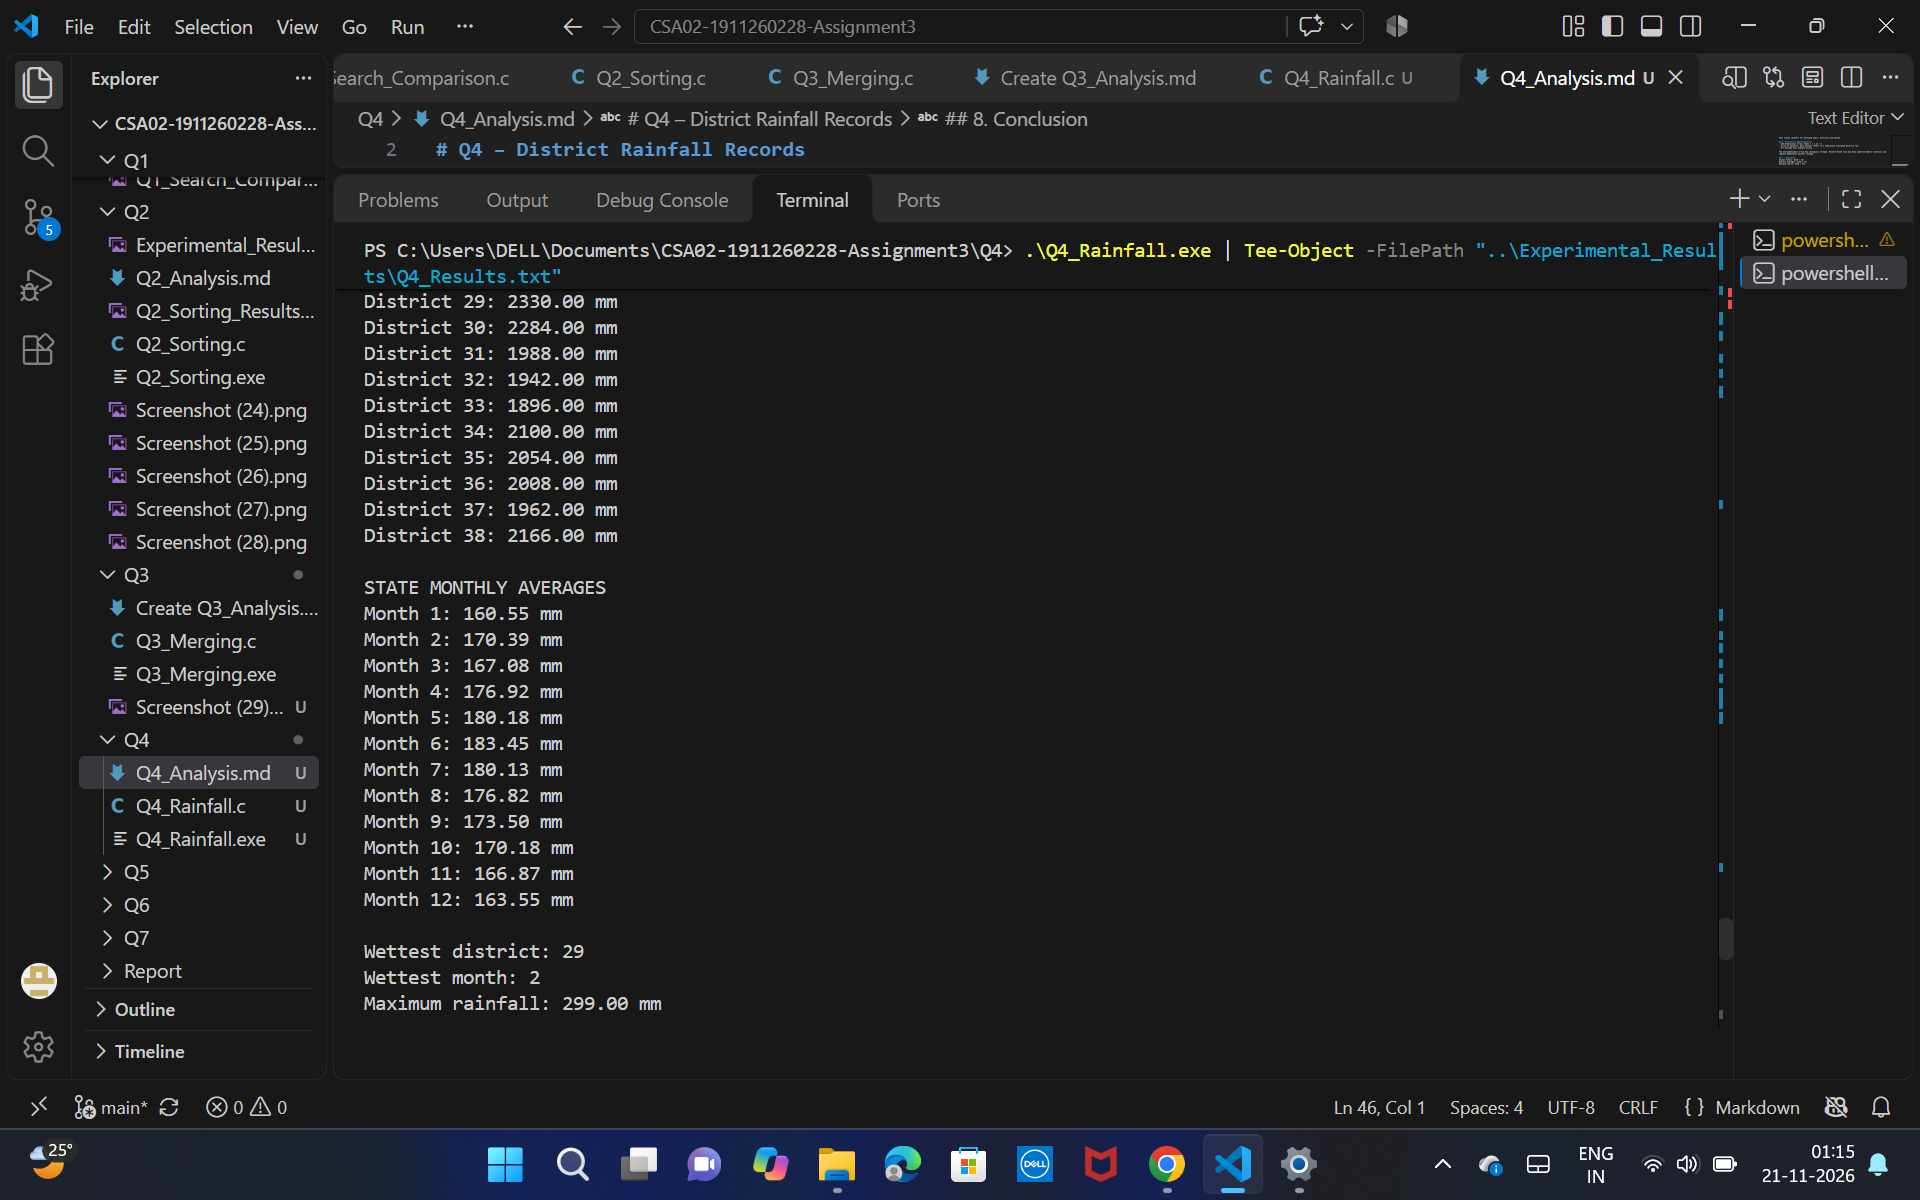 File Edit Selection View Go Run ...
CSA02-1911260228-Assignment3
Explorer
CSA02-1911260228-Ass...
Q1
Q1_Search_Compar...
Q2
Experimental_Resul...
Q2_Analysis.md
Q2_Sorting_Results...
C Q2_Sorting.c
Q2_Sorting.exe
Screenshot (24).png
Screenshot (25).png
Screenshot (26).png
Screenshot (27).png
Screenshot (28).png
Q3
Create Q3_Analysis....
C Q3_Merging.c
Q3_Merging.exe
Screenshot (29)... U
Q4
Q4_Analysis.md U
C Q4_Rainfall.c U
Q4_Rainfall.exe U
Q5
Q6
Q7
Report
Outline
Timeline
5
Search_Comparison.c C Q2_Sorting.c C Q3_Merging.c Create Q3_Analysis.md C Q4_Rainfall.c U Q4_Analysis.md U
Q4 > Q4_Analysis.md > abc # Q4 – District Rainfall Records > abc ## 8. Conclusion
Text Editor
2 # Q4 – District Rainfall Records
Problems Output Debug Console Terminal Ports
PS C:\Users\DELL\Documents\CSA02-1911260228-Assignment3\Q4> .\Q4_Rainfall.exe | Tee-Object -FilePath "..\Experimental_Resul
ts\Q4_Results.txt"
District 29: 2330.00 mm
District 30: 2284.00 mm
District 31: 1988.00 mm
District 32: 1942.00 mm
District 33: 1896.00 mm
District 34: 2100.00 mm
District 35: 2054.00 mm
District 36: 2008.00 mm
District 37: 1962.00 mm
District 38: 2166.00 mm
STATE MONTHLY AVERAGES
Month 1: 160.55 mm
Month 2: 170.39 mm
Month 3: 167.08 mm
Month 4: 176.92 mm
Month 5: 180.18 mm
Month 6: 183.45 mm
Month 7: 180.13 mm
Month 8: 176.82 mm
Month 9: 173.50 mm
Month 10: 170.18 mm
Month 11: 166.87 mm
Month 12: 163.55 mm
Wettest district: 29
Wettest month: 2
Maximum rainfall: 299.00 mm
powersh...
powershell...
main* 0 0
Ln 46, Col 1 Spaces: 4 UTF-8 CRLF { } Markdown
25°
DELL
ENG
IN
01:15
21-11-2026